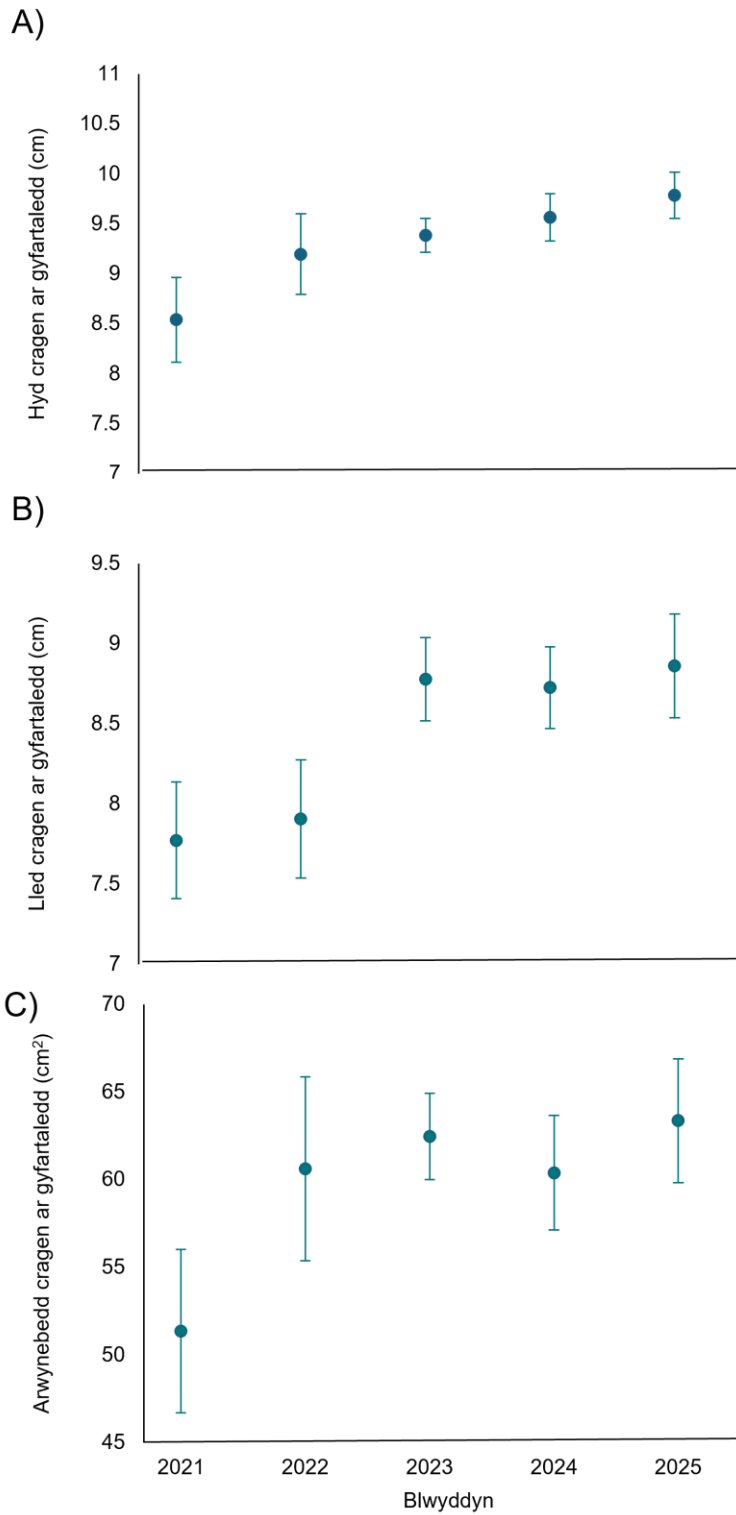 A)
Hyd cragen ar gyfartaledd (cm)
11
10.5
10
9.5
9
8.5
8
7.5
7
B)
Lled cragen ar gyfartaledd (cm)
9.5
9
8.5
8
7.5
7
C)
Arwynebedd cragen ar gyfartaledd (cm²)
70
65
60
55
50
45
2021 2022 2023 2024 2025
Blwyddyn